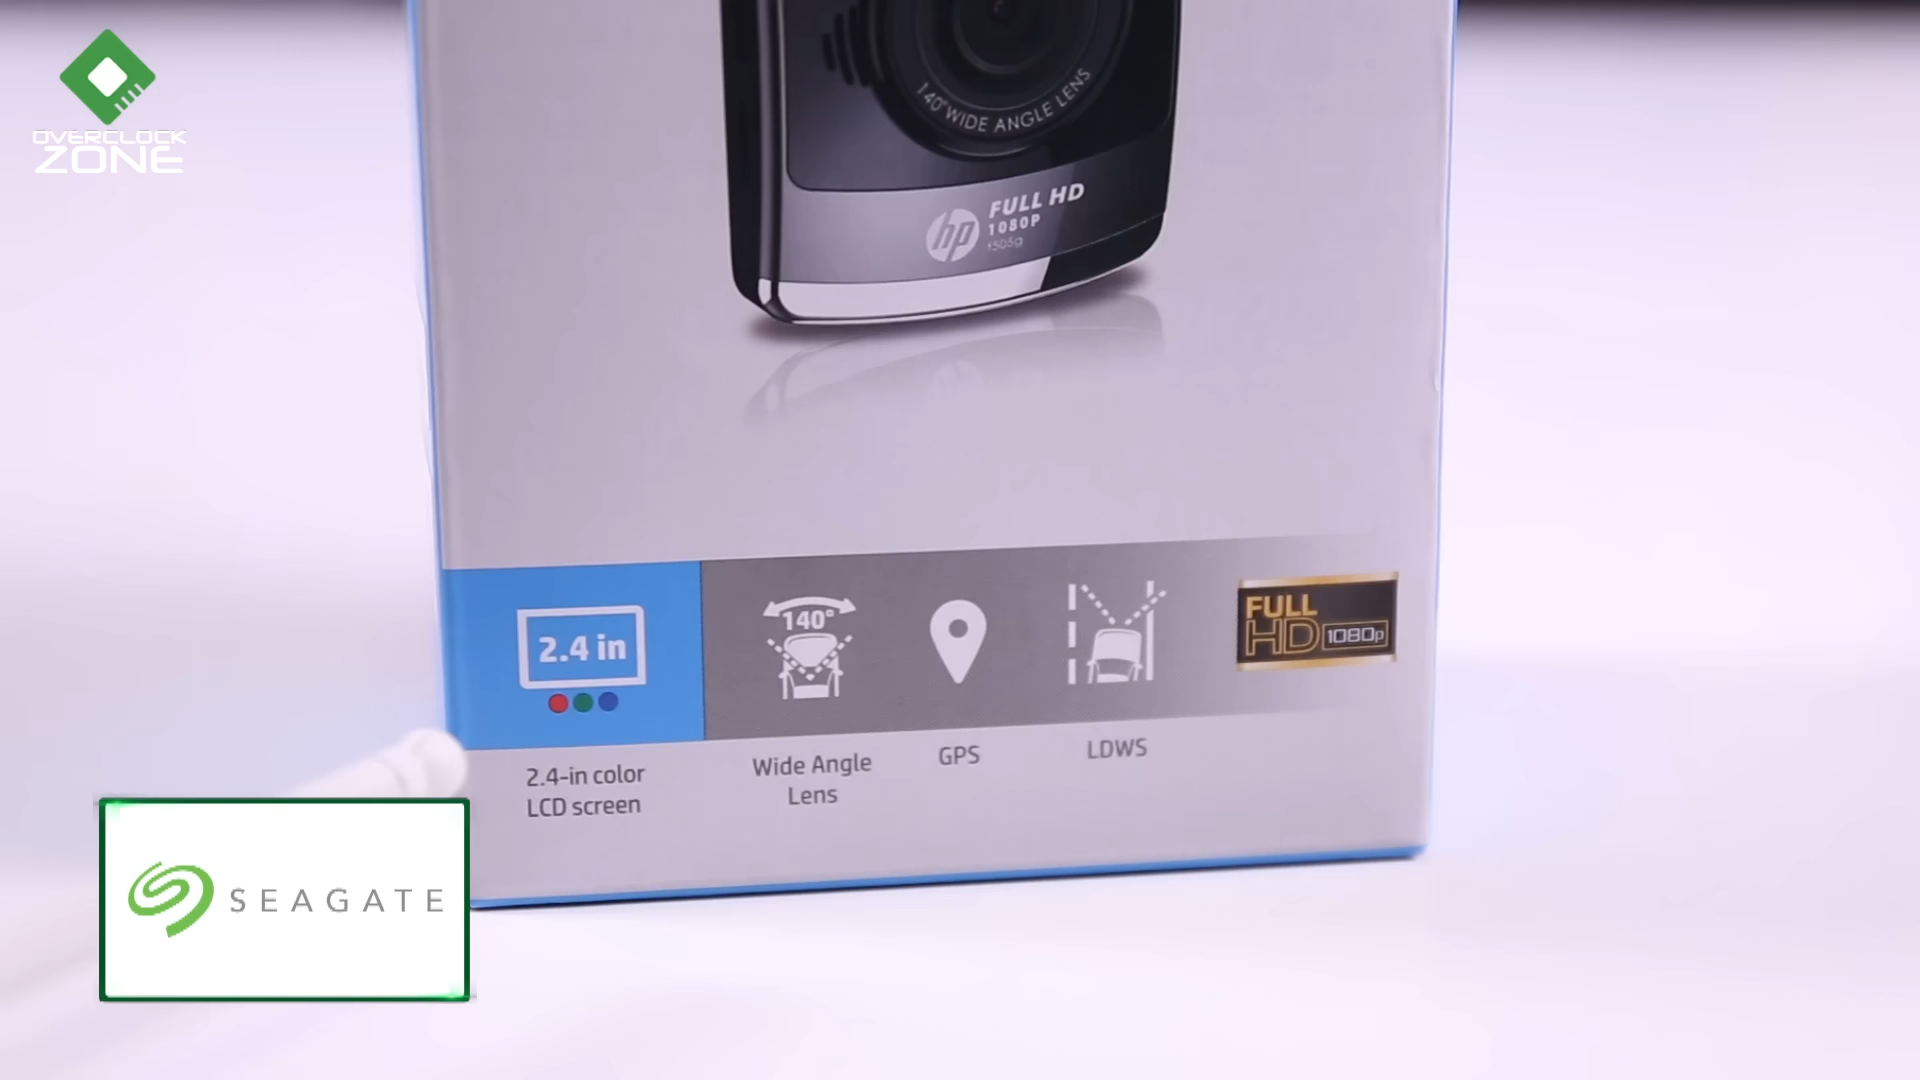 OVERCLOCK
ZONE
140° WIDE ANGLE LENS
hp
FULL HD
1080P
f505g
2.4 in
140°
FULL
HD 1080p
2.4-in color
LCD screen
Wide Angle
Lens
GPS
LDWS
SEAGATE